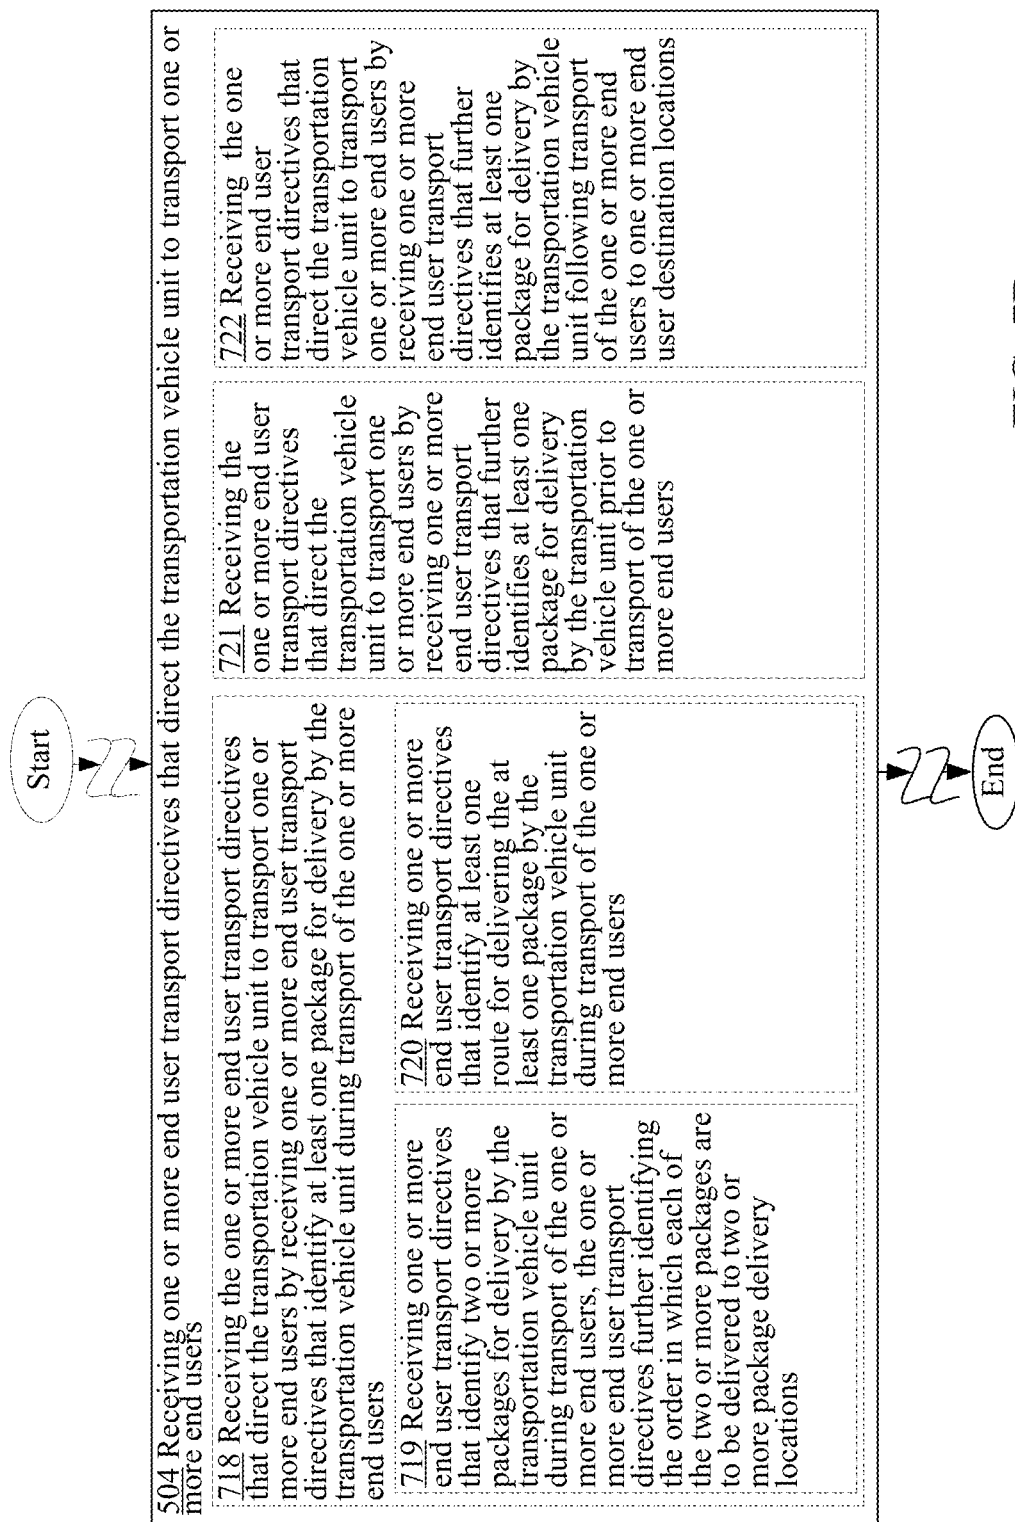 Start
504 Receiving one or more end user transport directives that direct the transportation vehicle unit to transport one or
more end users
718 Receiving the one or more end user transport directives
that direct the transportation vehicle unit to transport one or
more end users by receiving one or more end user transport
directives that identify at least one package for delivery by the
transportation vehicle unit during transport of the one or more
end users
719 Receiving one or more
end user transport directives
that identify two or more
packages for delivery by the
transportation vehicle unit
during transport of the one or
more end users, the one or
more end user transport
directives further identifying
the order in which each of
the two or more packages are
to be delivered to two or
more package delivery
locations
720 Receiving one or more
end user transport directives
that identify at least one
route for delivering the at
least one package by the
transportation vehicle unit
during transport of the one or
more end users
721 Receiving the
one or more end user
transport directives
that direct the
transportation vehicle
unit to transport one
or more end users by
receiving one or more
end user transport
directives that further
identifies at least one
package for delivery
by the transportation
vehicle unit prior to
transport of the one or
more end users
722 Receiving the one
or more end user
transport directives that
direct the transportation
vehicle unit to transport
one or more end users by
receiving one or more
end user transport
directives that further
identifies at least one
package for delivery by
the transportation vehicle
unit following transport
of the one or more end
users to one or more end
user destination locations
End